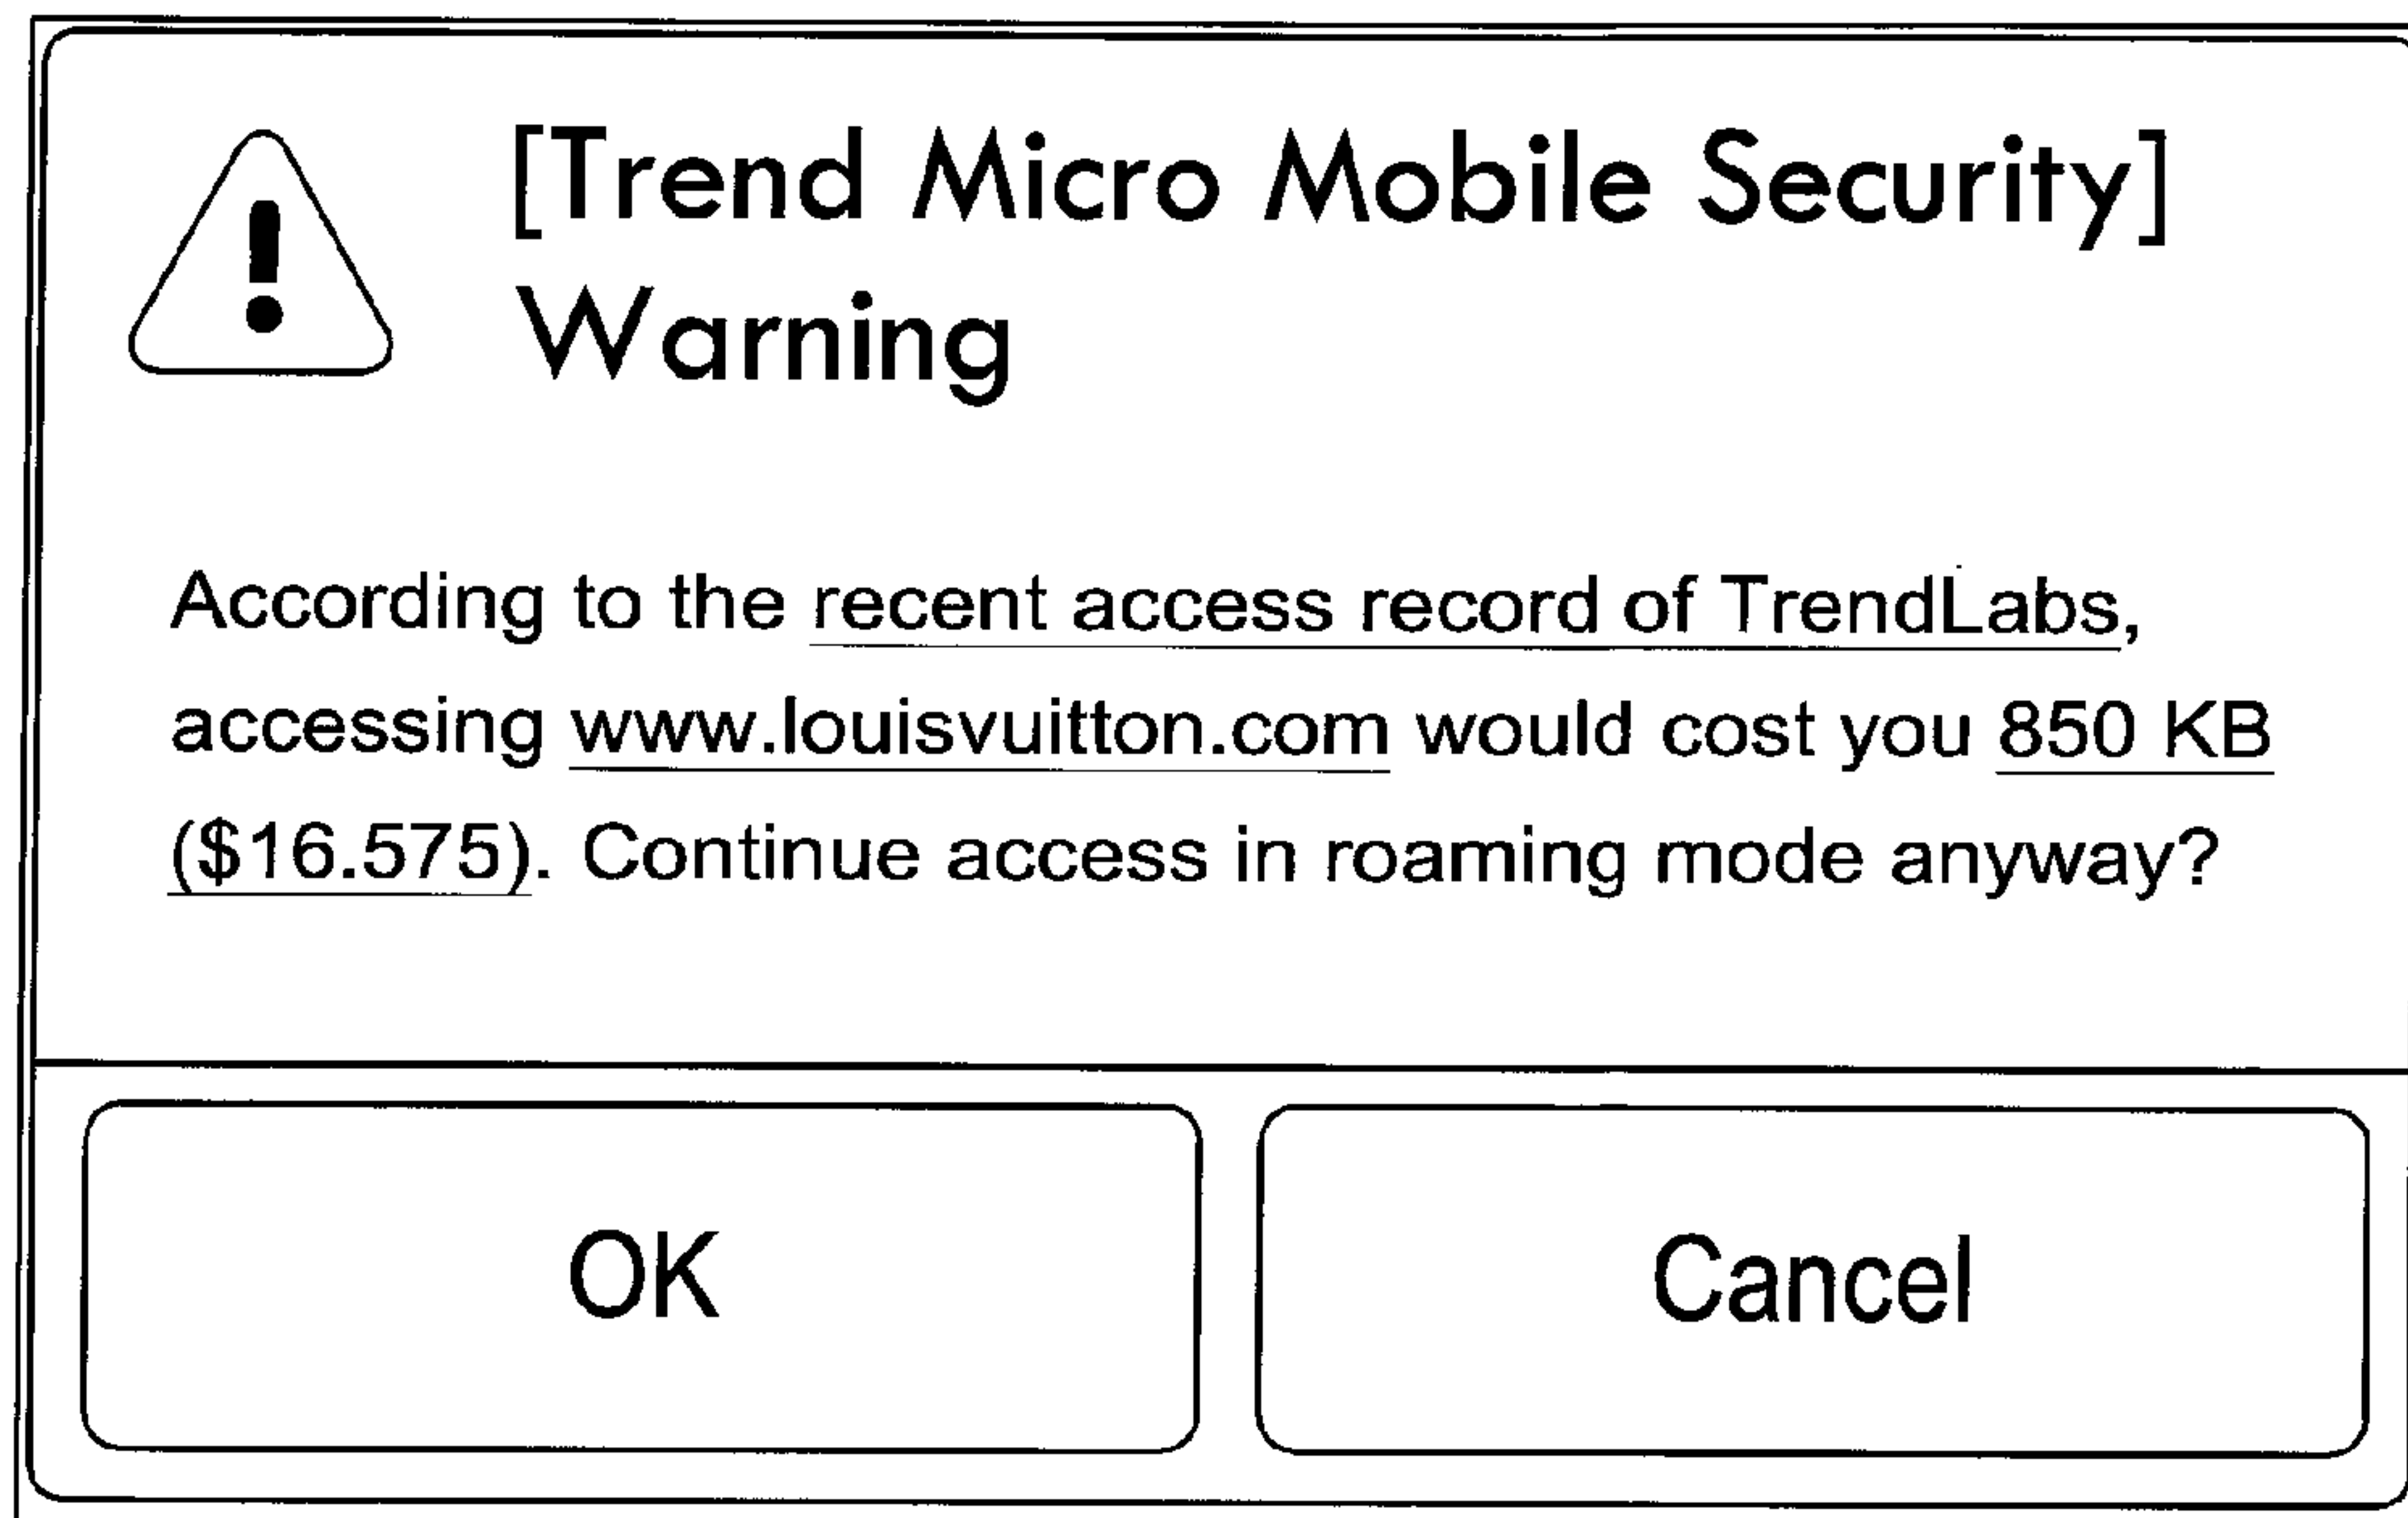 [Trend Micro Mobile Security]
Warning
According to the recent access record of TrendLabs,
accessing www.louisvuitton.com would cost you 850 KB
($16.575). Continue access in roaming mode anyway?
OK
Cancel